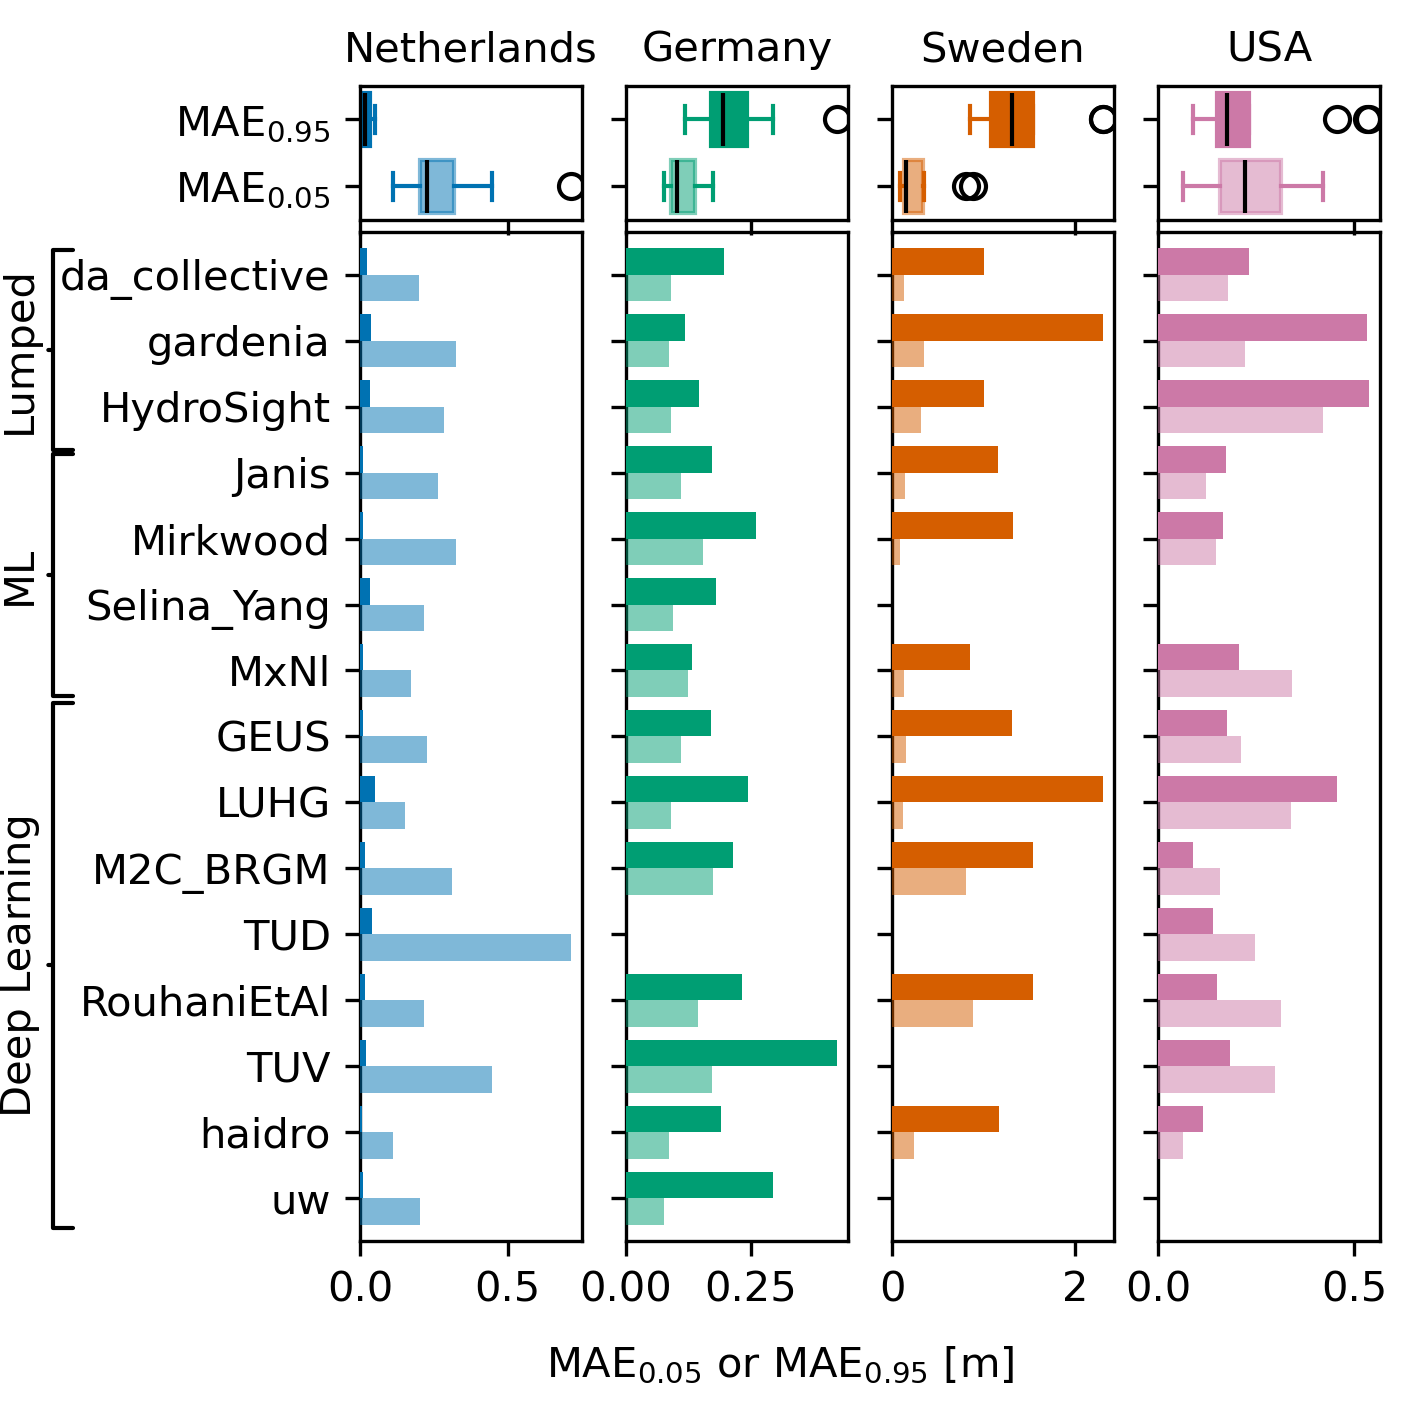 Netherlands Germany Sweden USA
MAE0.95
MAE0.05
Lumped
da_collective
gardenia
HydroSight
ML
Janis
Mirkwood
Selina_Yang
MxNl
Deep Learning
GEUS
LUHG
M2C_BRGM
TUD
RouhaniEtAl
TUV
haidro
uw
0.0 0.5 0.00 0.25 0 2 0.0 0.5
MAE0.05 or MAE0.95 [m]